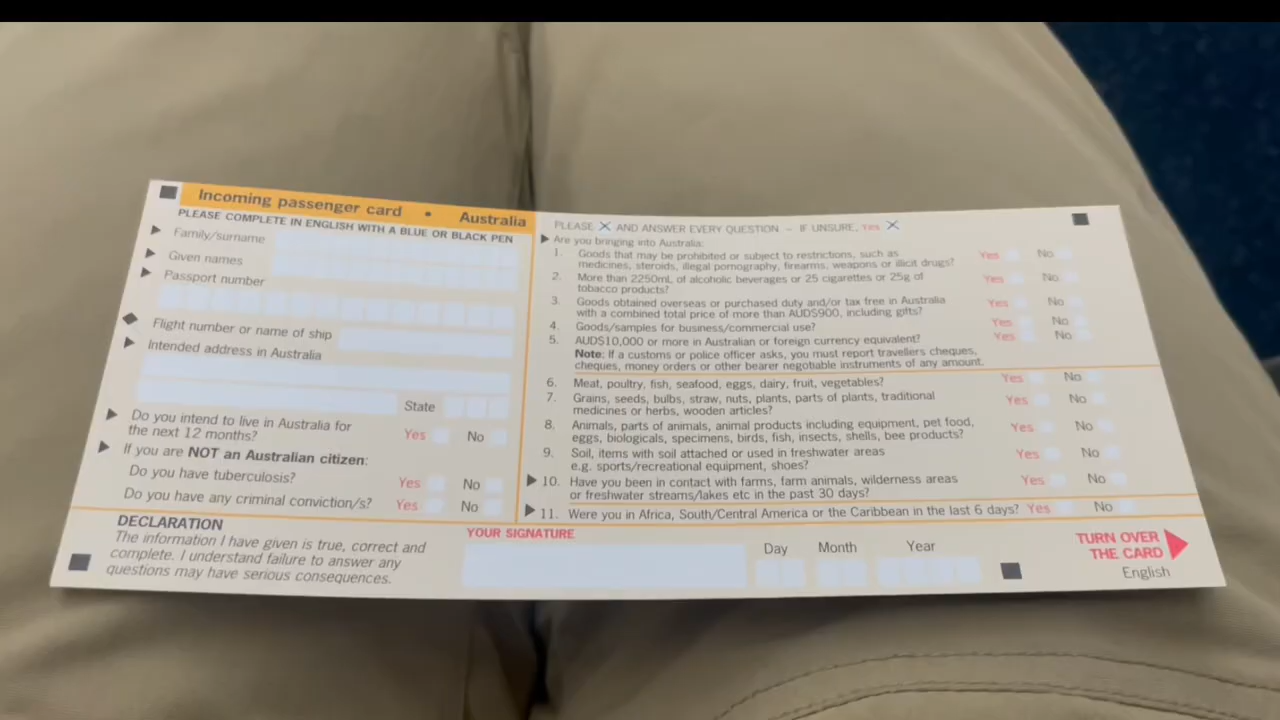 Incoming passenger card • Australia
PLEASE COMPLETE IN ENGLISH WITH A BLUE OR BLACK PEN
Family/surname
Given names
Passport number
Flight number or name of ship
Intended address in Australia
State
Do you intend to live in Australia for
the next 12 months?
Yes No
If you are NOT an Australian citizen:
Do you have tuberculosis? Yes No
Do you have any criminal conviction/s? Yes No
DECLARATION
The information I have given is true, correct and
complete. I understand failure to answer any
questions may have serious consequences.
PLEASE X AND ANSWER EVERY QUESTION – IF UNSURE, Yes X
Are you bringing into Australia:
1. Goods that may be prohibited or subject to restrictions, such as
medicines, steroids, illegal pornography, firearms, weapons or illicit drugs? Yes No
2. More than 2250mL of alcoholic beverages or 25 cigarettes or 25g of
tobacco products? Yes No
3. Goods obtained overseas or purchased duty and/or tax free in Australia
with a combined total price of more than AUD$900, including gifts? Yes No
4. Goods/samples for business/commercial use? Yes No
5. AUD$10,000 or more in Australian or foreign currency equivalent? Yes No
Note: If a customs or police officer asks, you must report travellers cheques,
cheques, money orders or other bearer negotiable instruments of any amount.
6. Meat, poultry, fish, seafood, eggs, dairy, fruit, vegetables? Yes No
7. Grains, seeds, bulbs, straw, nuts, plants, parts of plants, traditional
medicines or herbs, wooden articles? Yes No
8. Animals, parts of animals, animal products including equipment, pet food,
eggs, biologicals, specimens, birds, fish, insects, shells, bee products? Yes No
9. Soil, items with soil attached or used in freshwater areas
e.g. sports/recreational equipment, shoes? Yes No
10. Have you been in contact with farms, farm animals, wilderness areas
or freshwater streams/lakes etc in the past 30 days? Yes No
11. Were you in Africa, South/Central America or the Caribbean in the last 6 days? Yes No
YOUR SIGNATURE
Day Month Year
TURN OVER
THE CARD
English